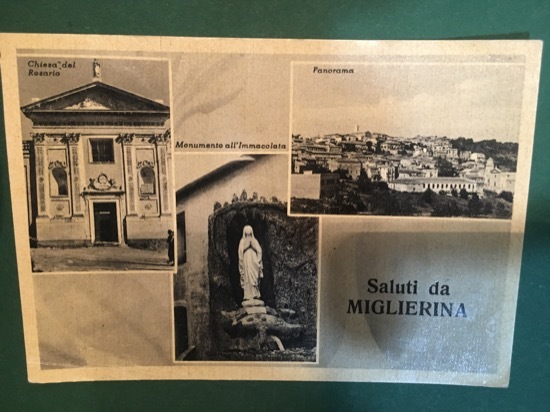 Chiesa del
Rosario
Monumento all'Immacolata
Panorama
Saluti da
MIGLIERINA